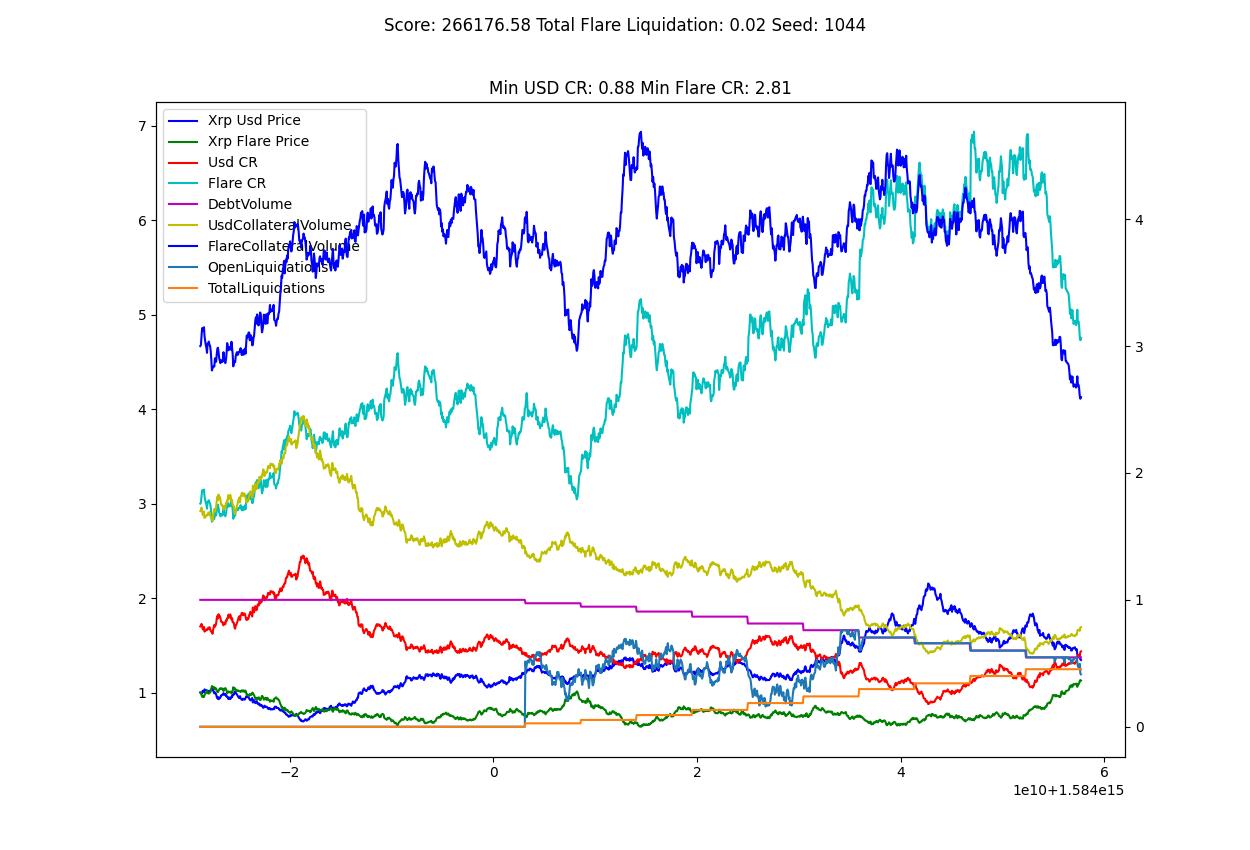 Score: 266176.58 Total Flare Liquidation: 0.02 Seed: 1044
Min USD CR: 0.88 Min Flare CR: 2.81
Xrp Usd Price
Xrp Flare Price
Usd CR
Flare CR
DebtVolume
UsdCollateralVolume
FlareCollateralVolume
OpenLiquidations
TotalLiquidations
7
6
5
4
3
2
1
4
3
2
1
0
−2
0
2
4
6
1e10+1.584e15